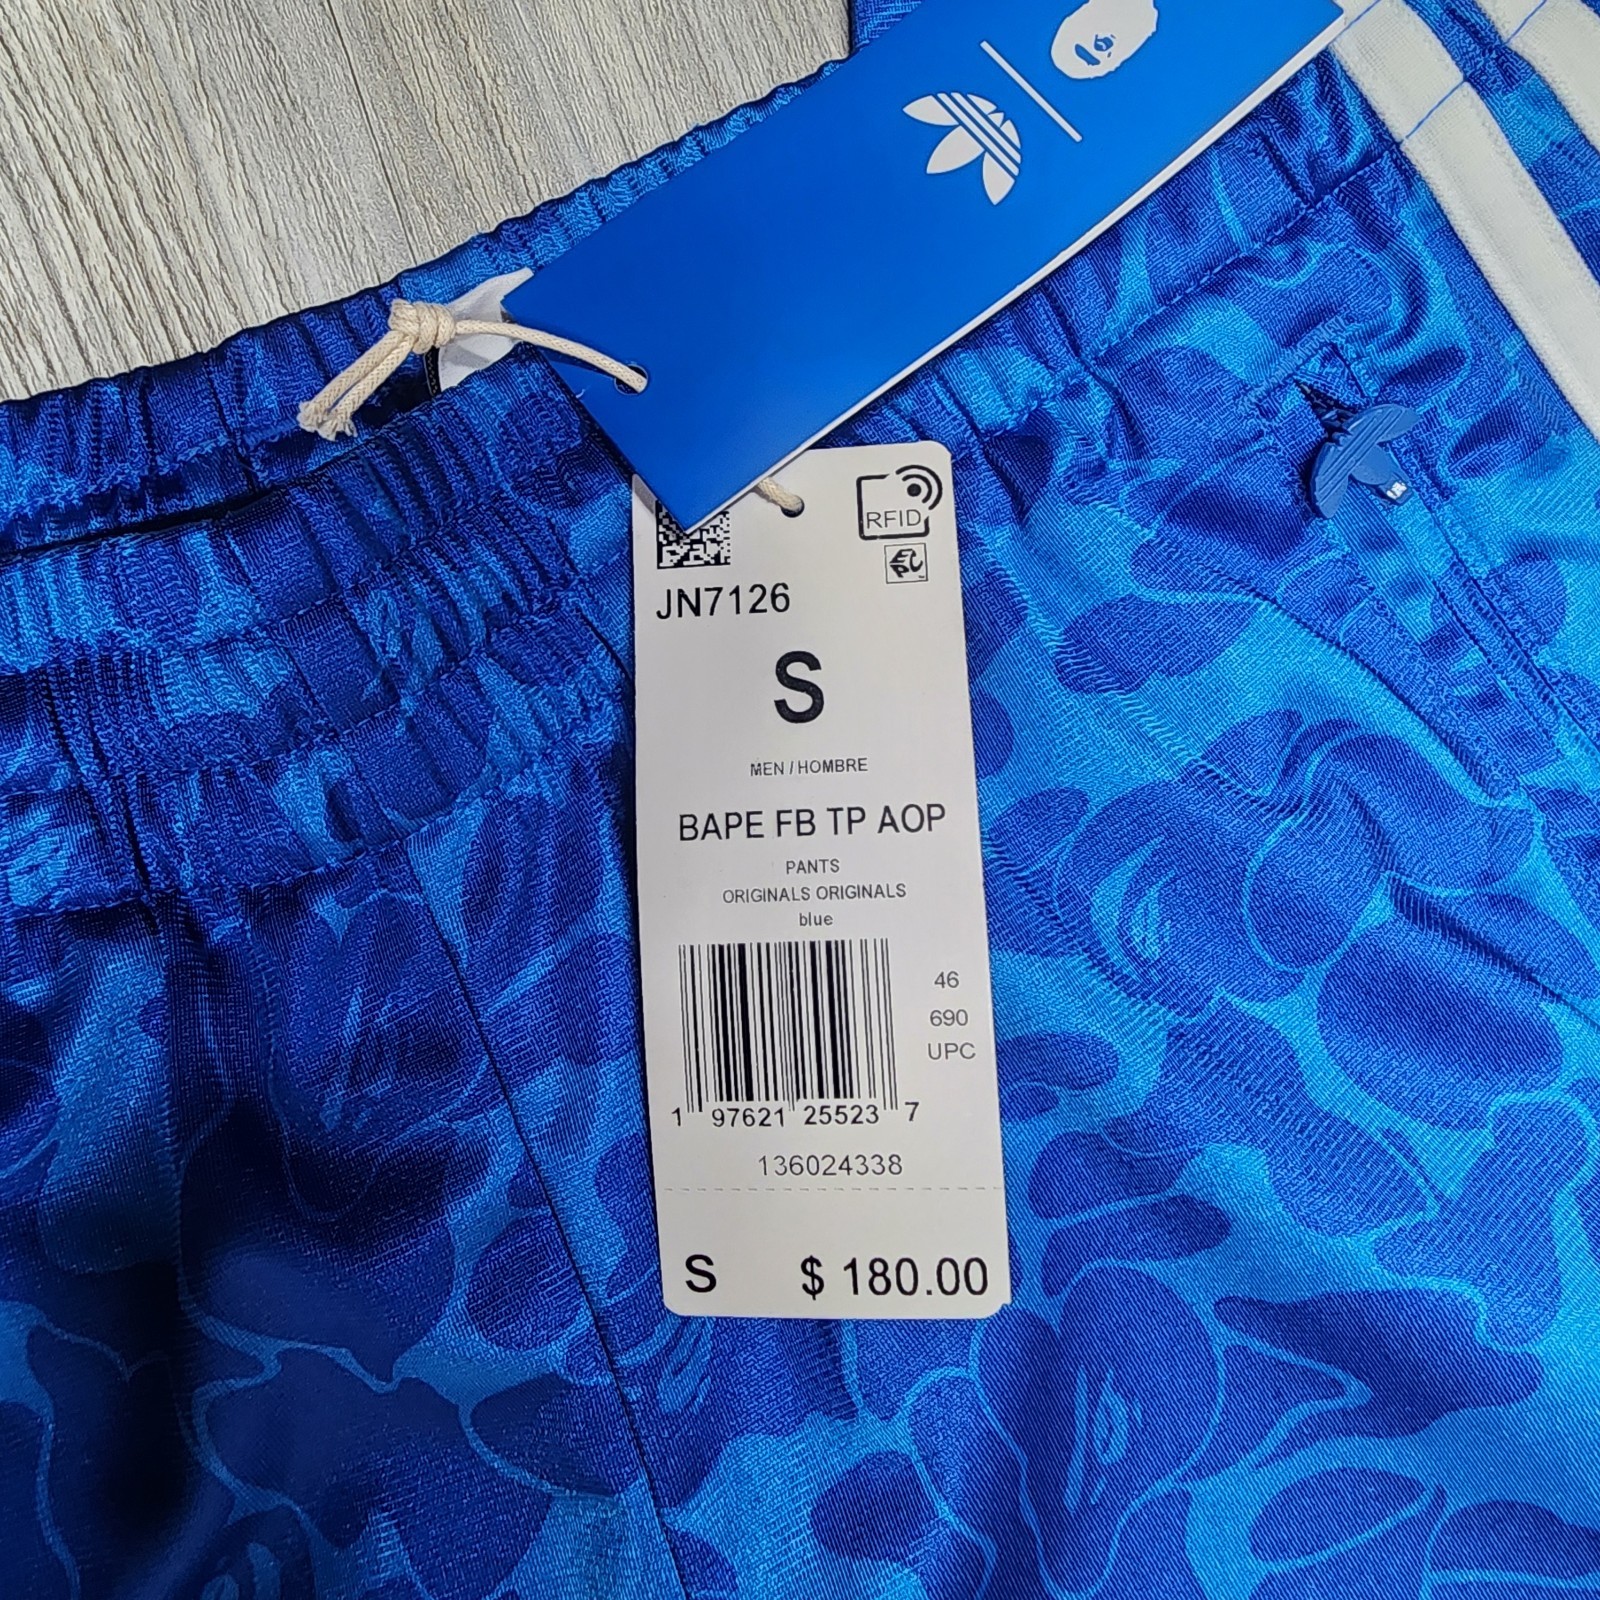 RFID
EPC
JN7126
S
MEN / HOMBRE
BAPE FB TP AOP
PANTS
ORIGINALS ORIGINALS
blue
46
690
UPC
1 97621 25523 7
136024338
S $ 180.00